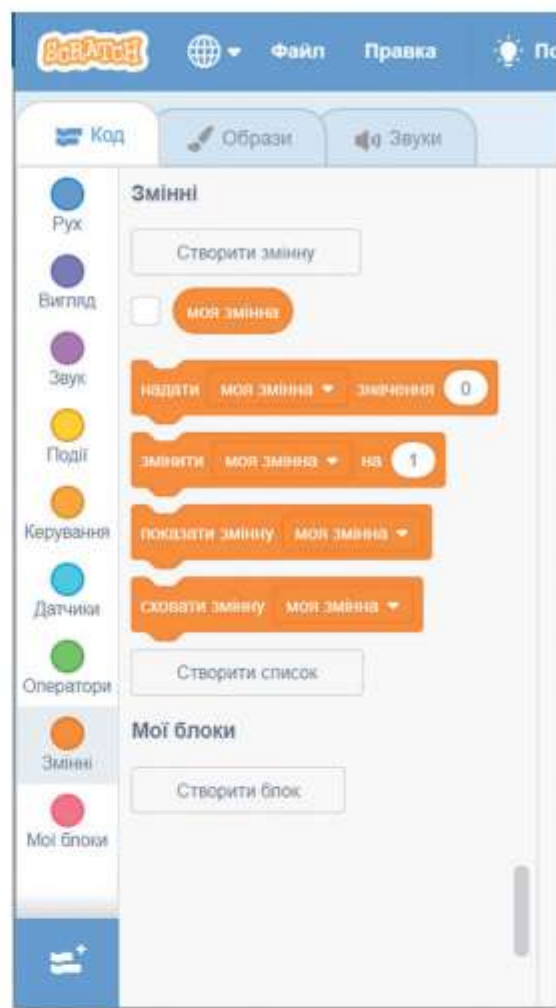 SCRATCH Файл Правка По
Код Образи Звуки
Рух
Вигляд
Звук
Події
Керування
Датчики
Оператори
Змінні
Мої блоки
Змінні
Створити змінну
моя змінна
надати моя змінна значення 0
змінити моя змінна на 1
показати змінну моя змінна
сховати змінну моя змінна
Створити список
Мої блоки
Створити блок